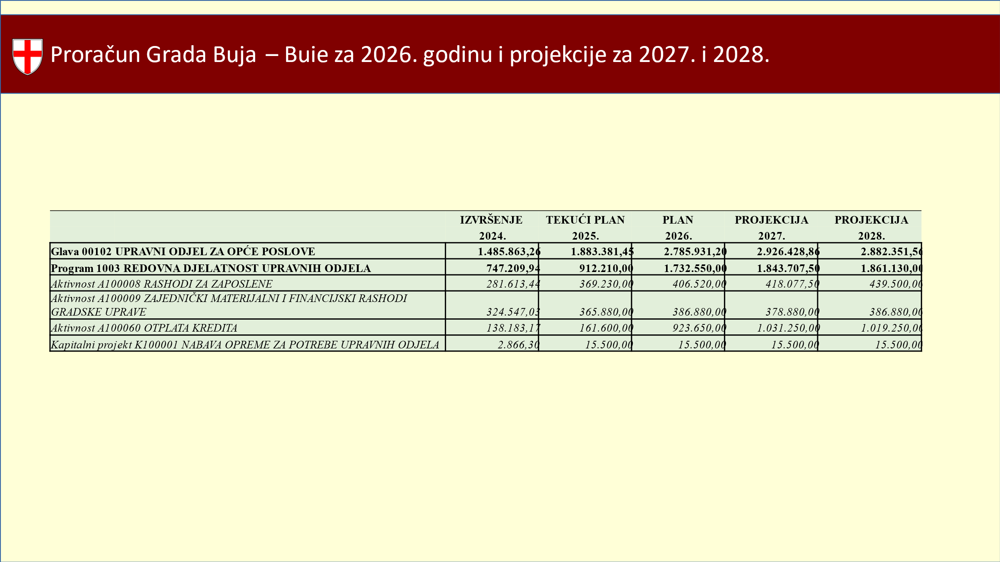 Proračun Grada Buja – Buie za 2026. godinu i projekcije za 2027. i 2028.
IZVRŠENJE TEKUĆI PLAN PLAN PROJEKCIJA PROJEKCIJA
2024. 2025. 2026. 2027. 2028.
Glava 00102 UPRAVNI ODJEL ZA OPĆE POSLOVE 1.485.863,26 1.883.381,45 2.785.931,20 2.926.428,86 2.882.351,56
Program 1003 REDOVNA DJELATNOST UPRAVNIH ODJELA 747.209,94 912.210,00 1.732.550,00 1.843.707,50 1.861.130,00
Aktivnost A100008 RASHODI ZA ZAPOSLENE 281.613,44 369.230,00 406.520,00 418.077,50 439.500,00
Aktivnost A100009 ZAJEDNIČKI MATERIJALNI I FINANCIJSKI RASHODI
GRADSKE UPRAVE 324.547,03 365.880,00 386.880,00 378.880,00 386.880,00
Aktivnost A100060 OTPLATA KREDITA 138.183,17 161.600,00 923.650,00 1.031.250,00 1.019.250,00
Kapitalni projekt K100001 NABAVA OPREME ZA POTREBE UPRAVNIH ODJELA 2.866,30 15.500,00 15.500,00 15.500,00 15.500,00